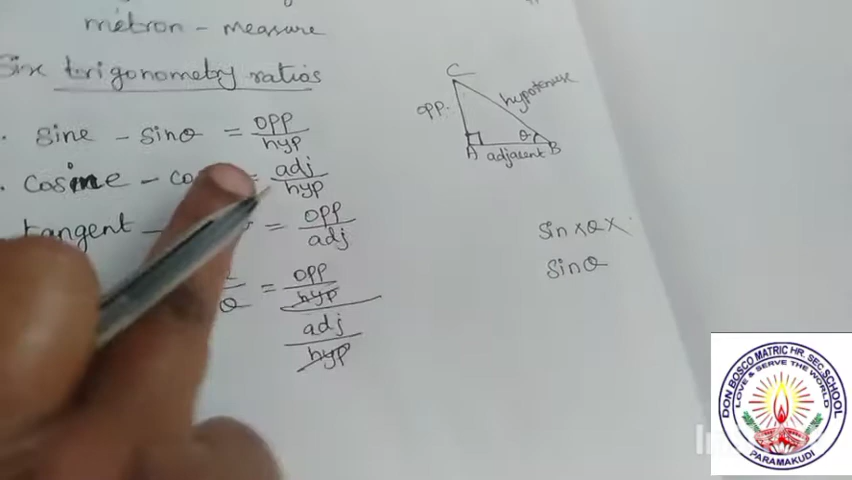 metron - measure
Six trigonometry ratios
. sine - sinθ = opp/hyp
. cosine - co = adj/hyp
tangent - = opp/adj
θ = opp/hyp
adj/hyp
C
opp.
hypotenuse
θ
A
adjacent
B
sin x θ x
sinθ
DON BOSCO MATRIC HR. SEC. SCHOOL
LOVE & SERVE THE WORLD
PARAMAKUDI